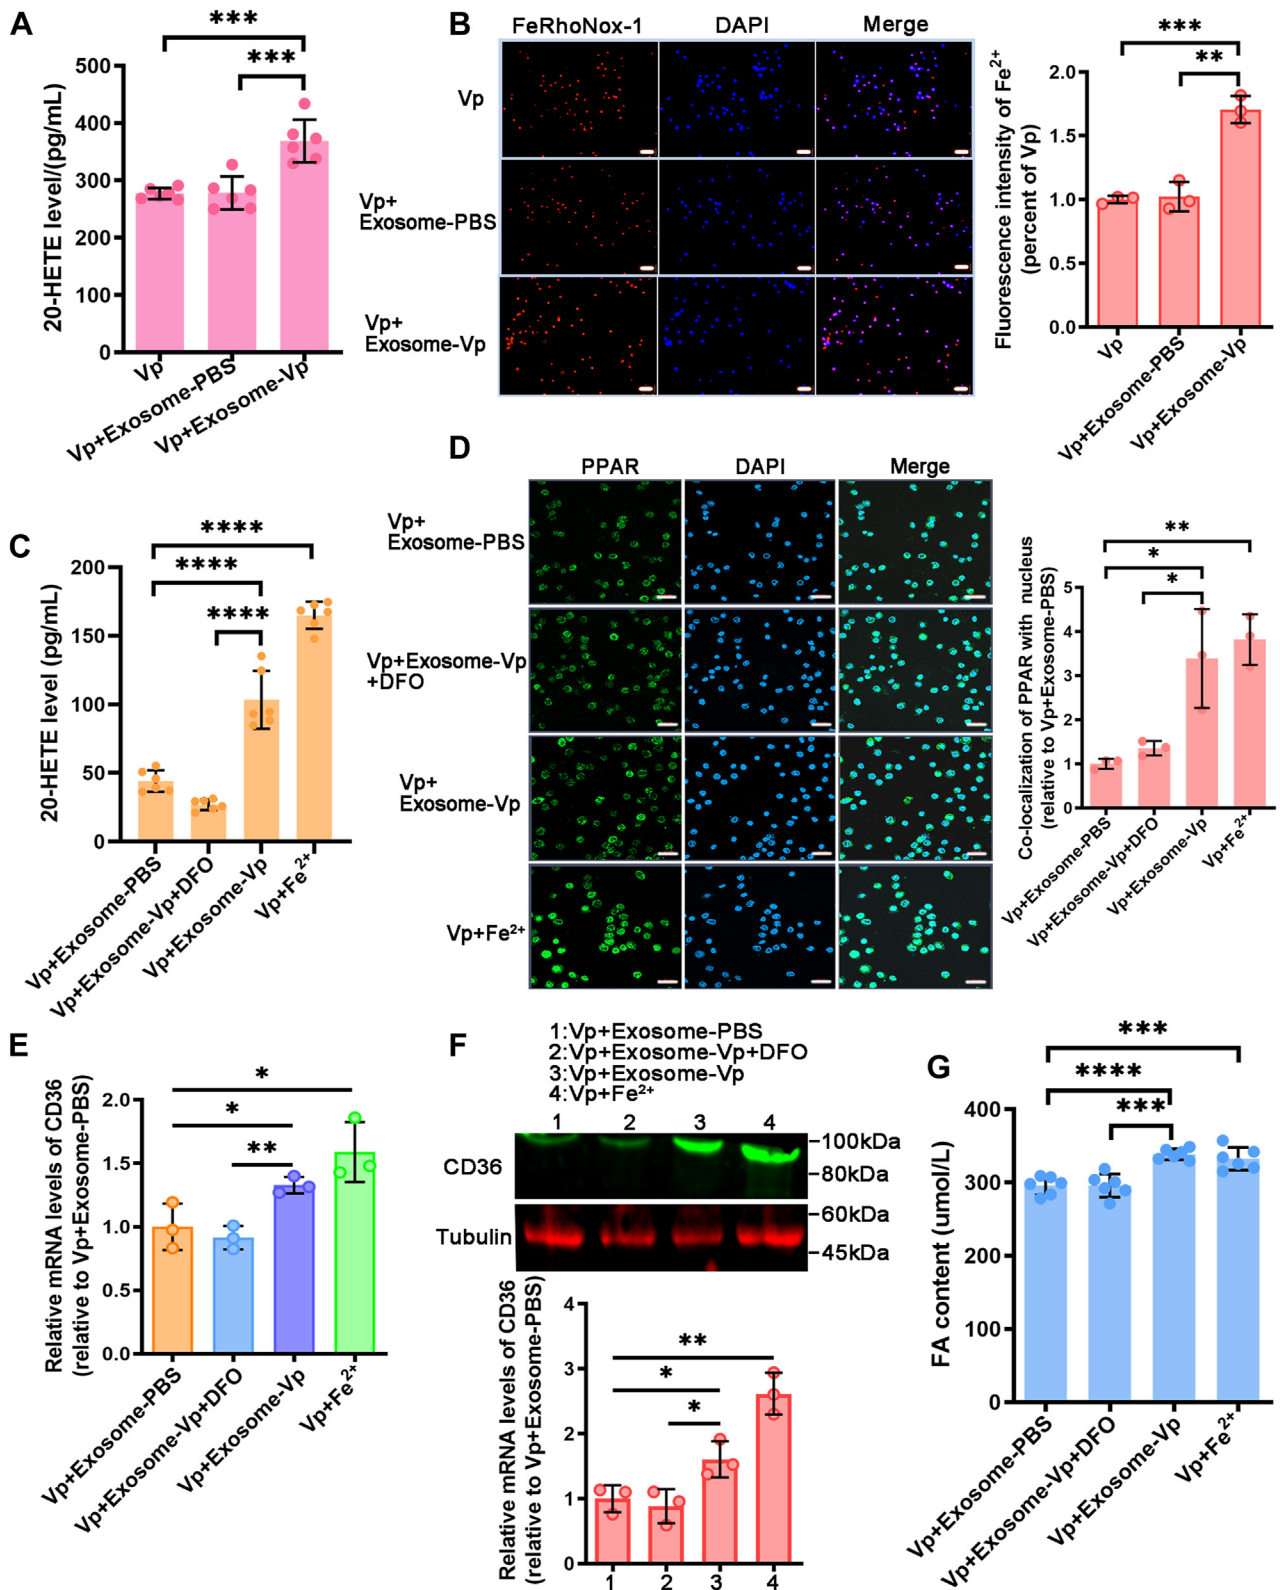 A
***
***
20-HETE level/(pg/mL)
500
400
300
200
100
0
Vp
Vp+Exosome-PBS
Vp+Exosome-Vp
B
FeRhoNox-1 DAPI Merge
Vp
Vp+
Exosome-PBS
Vp+
Exosome-Vp
***
**
Fluorescence intensity of Fe²⁺
(percent of Vp)
2.0
1.5
1.0
0.5
0.0
Vp
Vp+Exosome-PBS
Vp+Exosome-Vp
C
****
****
****
20-HETE level (pg/mL)
200
150
100
50
0
Vp+Exosome-PBS
Vp+Exosome-Vp+DFO
Vp+Exosome-Vp
Vp+Fe²⁺
D
PPAR DAPI Merge
Vp+
Exosome-PBS
Vp+Exosome-Vp
+DFO
Vp+
Exosome-Vp
Vp+Fe²⁺
**
*
*
Co-localization of PPAR with nucleus
(relative to Vp+Exosome-PBS)
5
4
3
2
1
0
Vp+Exosome-PBS
Vp+Exosome-Vp+DFO
Vp+Exosome-Vp
Vp+Fe²⁺
E
*
*
**
Relative mRNA levels of CD36
(relative to Vp+Exosome-PBS)
2.0
1.5
1.0
0.5
0.0
Vp+Exosome-PBS
Vp+Exosome-Vp+DFO
Vp+Exosome-Vp
Vp+Fe²⁺
F
1:Vp+Exosome-PBS
2:Vp+Exosome-Vp+DFO
3:Vp+Exosome-Vp
4:Vp+Fe²⁺
1 2 3 4
CD36
100kDa
80kDa
Tubulin
60kDa
45kDa
**
*
*
Relative mRNA levels of CD36
(relative to Vp+Exosome-PBS)
4
3
2
1
0
1 2 3 4
G
***
****
***
FA content (umol/L)
400
300
200
100
0
Vp+Exosome-PBS
Vp+Exosome-Vp+DFO
Vp+Exosome-Vp
Vp+Fe²⁺